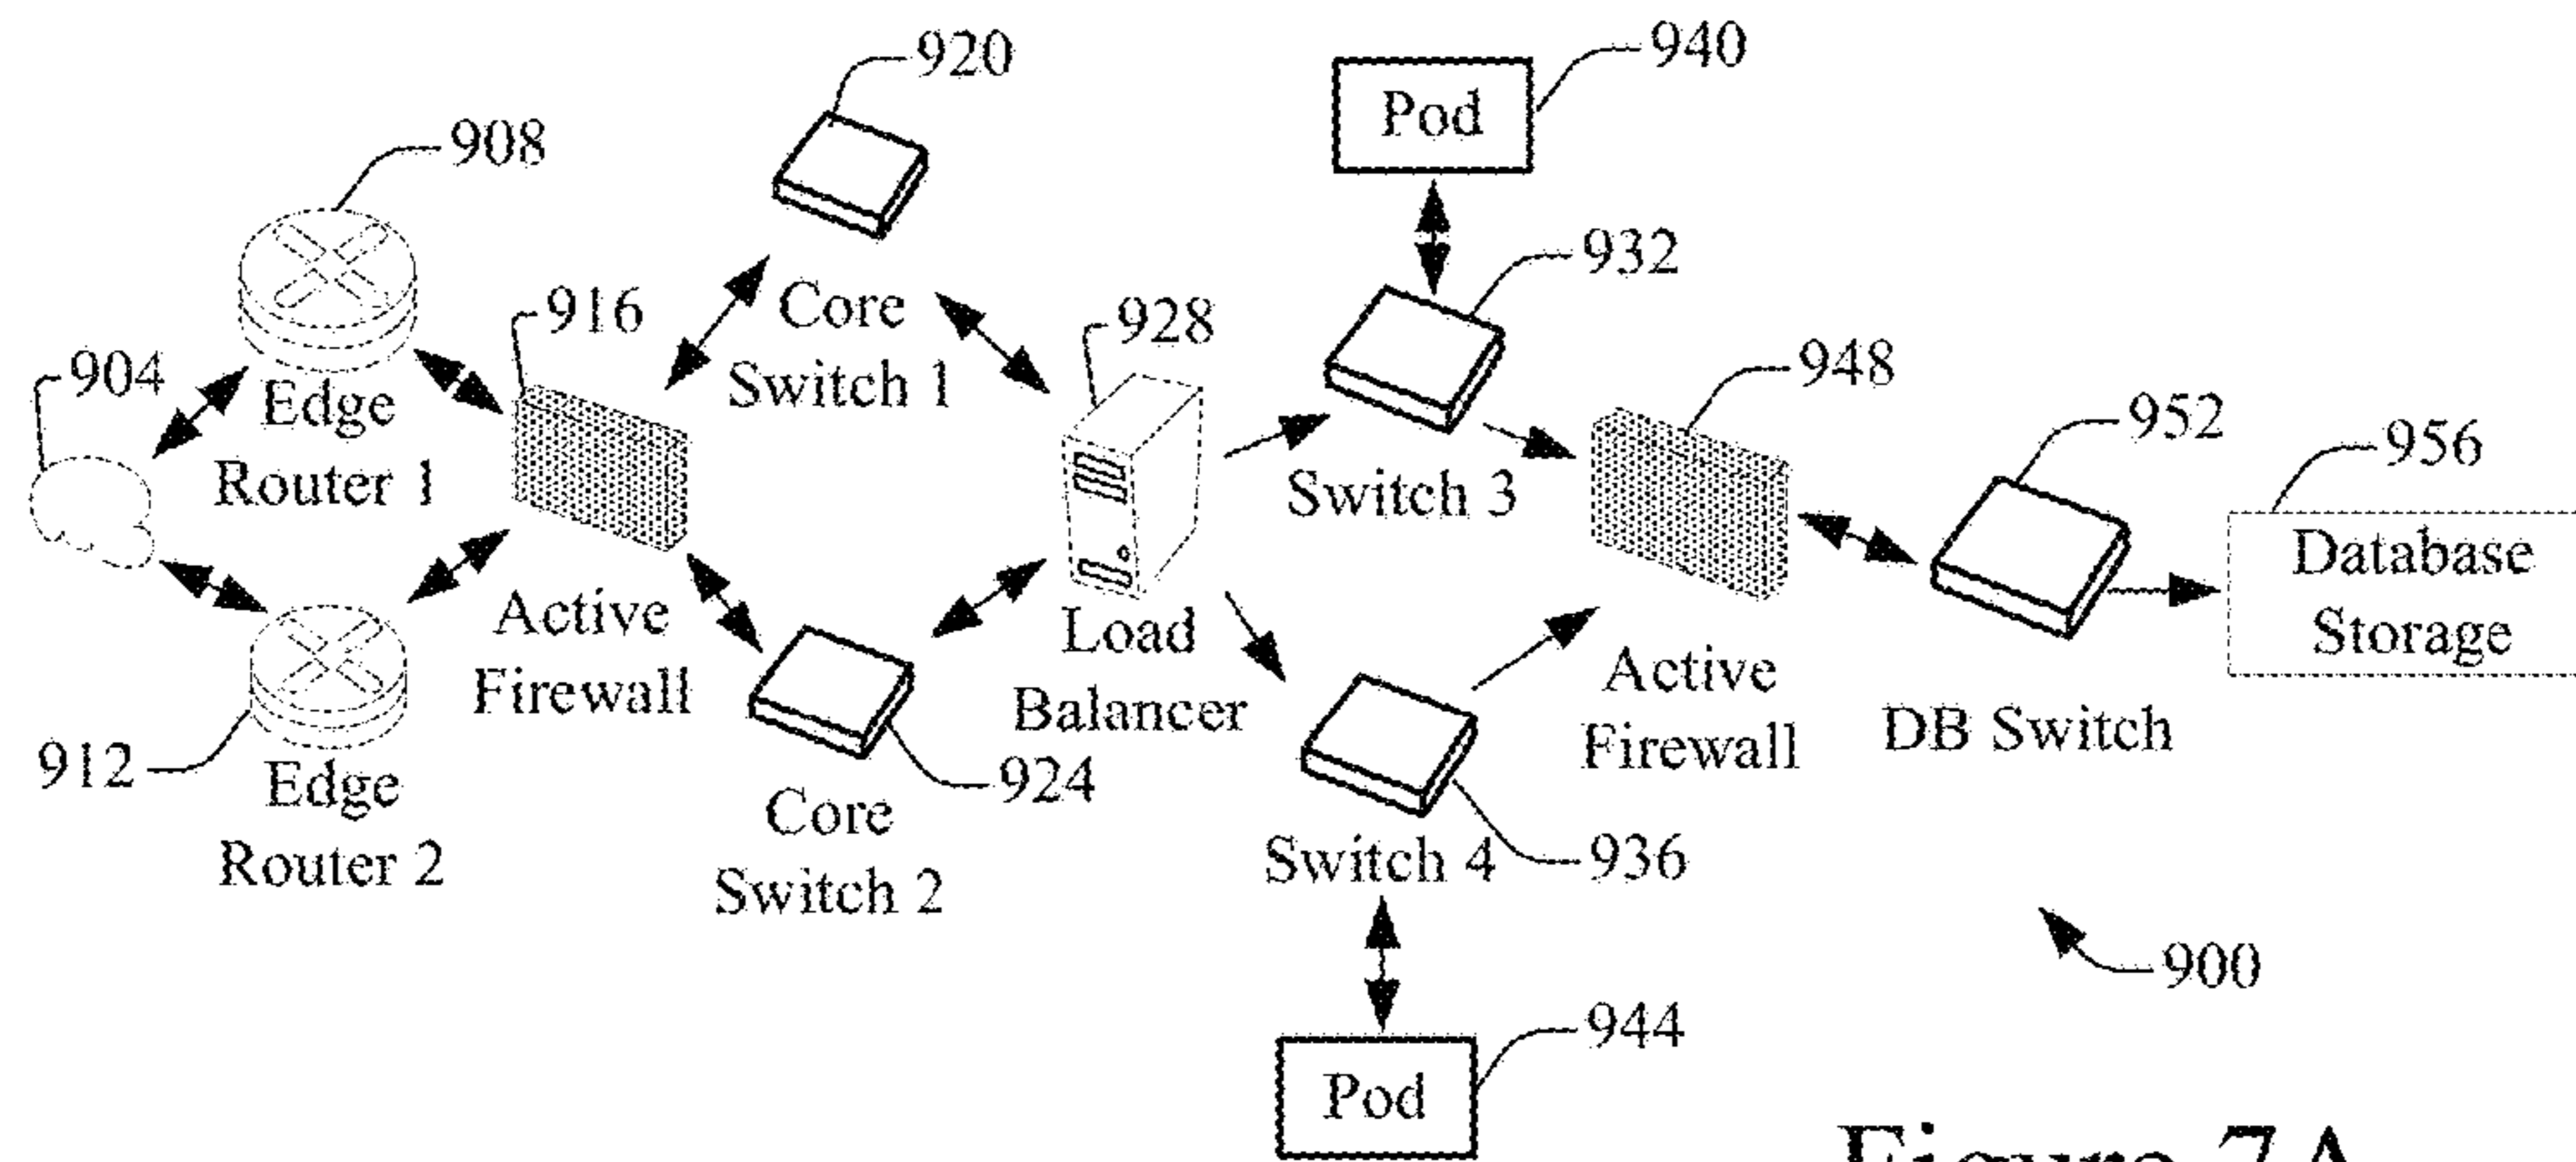 920
940
Pod
908
932
916
Core
Switch 1
928
948
904
Edge
Router 1
952
956
Switch 3
Database
Storage
Active
Firewall
Load
Balancer
Active
Firewall
DB Switch
912
Edge
Router 2
924
Core
Switch 2
Switch 4
936
900
944
Pod
Figure 7A